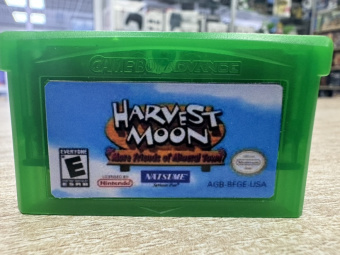 GAME BOY ADVANCE
HARVEST
MOON
More Friends of Mineral Town
EVERYONE
E
ESRB
LICENSED BY
Nintendo
NATSUME
Nintendo
AGB-BFGE-USA